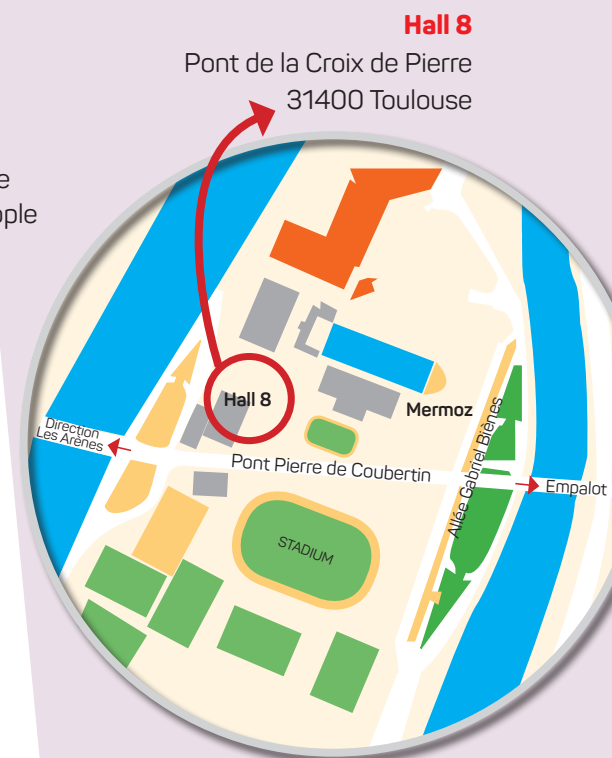 Hall 8
Pont de la Croix de Pierre
31400 Toulouse
Hall 8
Mermoz
Direction
Les Arènes
Pont Pierre de Coubertin
Allée Gabriel Biènes
Empalot
STADIUM